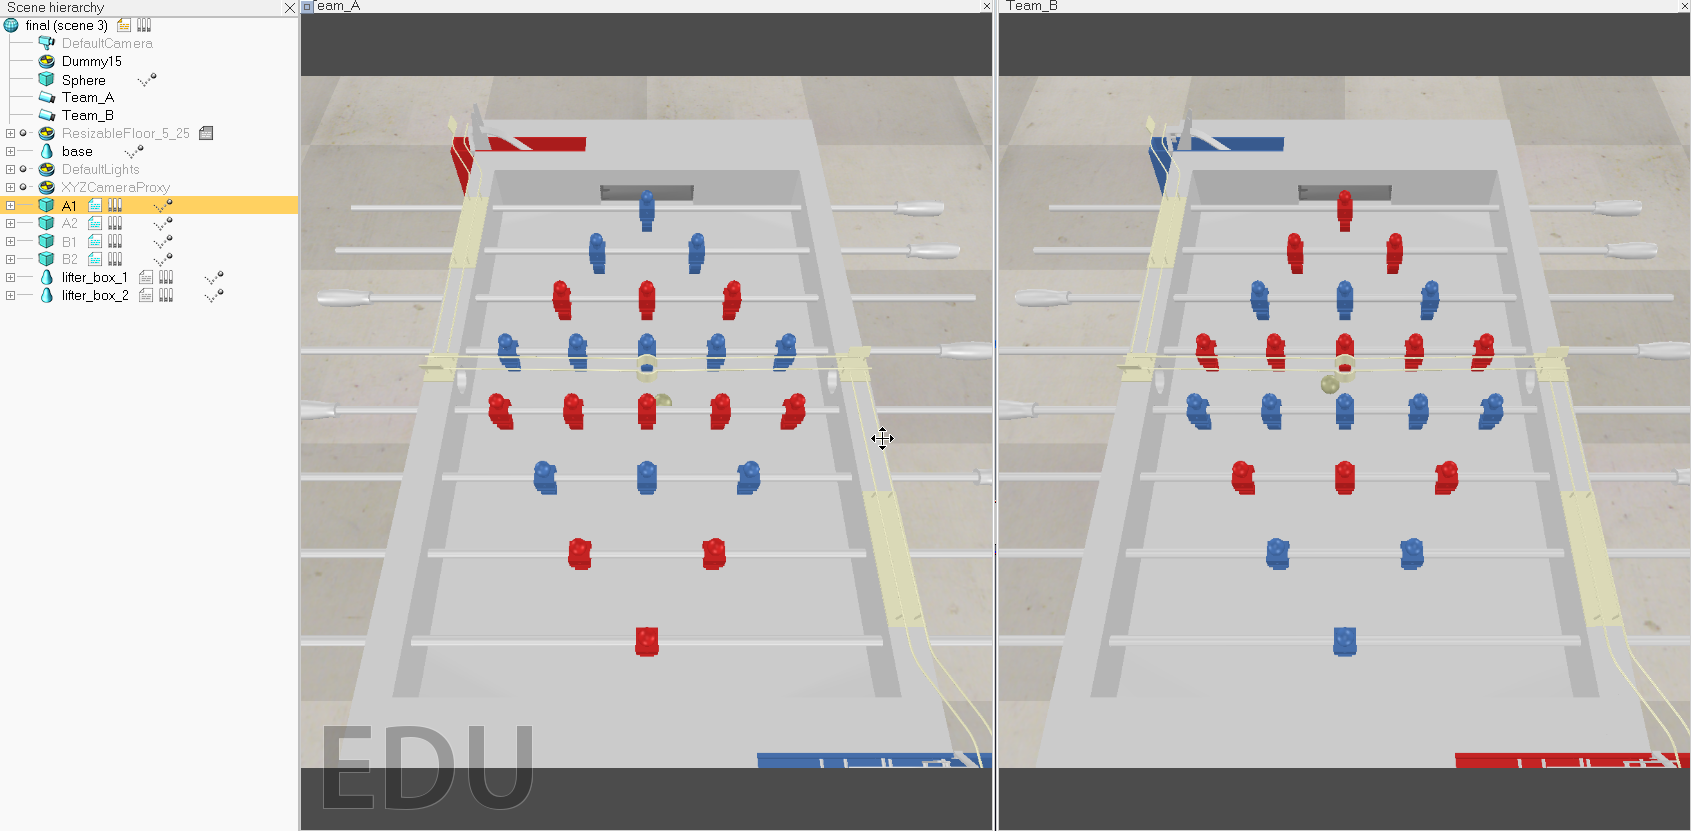 Scene hierarchy
final (scene 3)
DefaultCamera
Dummy15
Sphere
Team_A
Team_B
ResizableFloor_5_25
base
DefaultLights
XYZCameraProxy
A1
A2
B1
B2
lifter_box_1
lifter_box_2
eam_A
Team_B
EDU